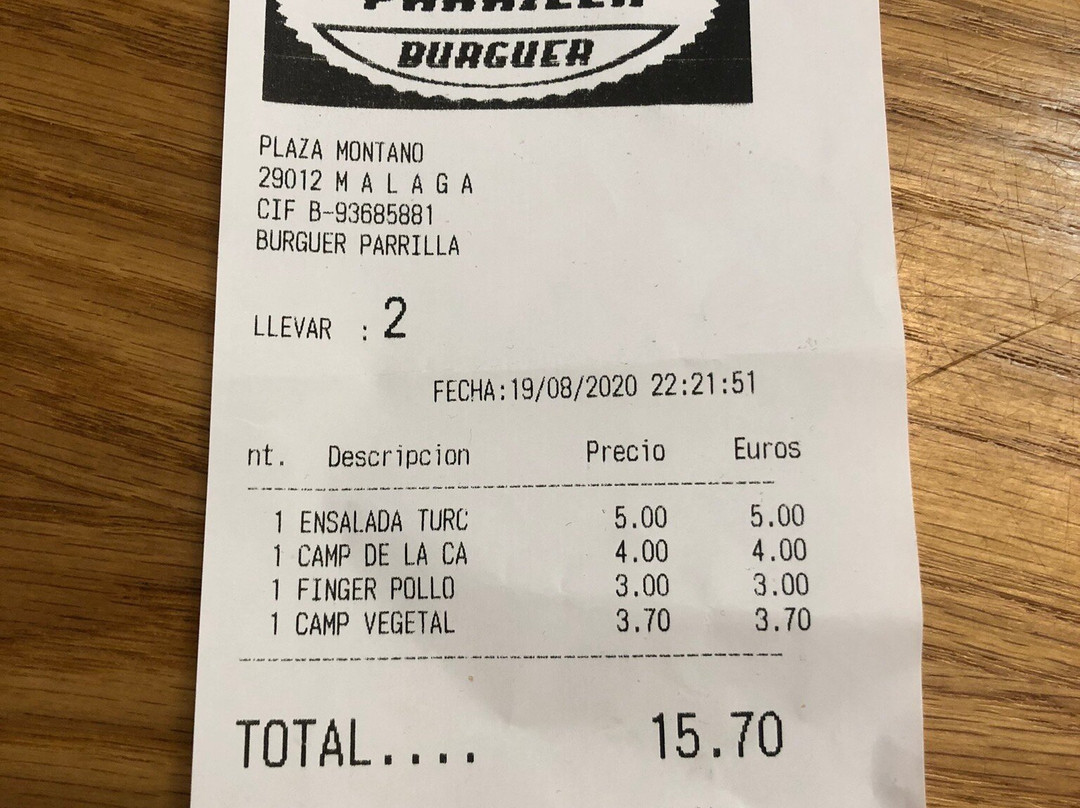 PARRILLA
BURGUER
PLAZA MONTANO
29012 M A L A G A
CIF B-93685881
BURGUER PARRILLA
LLEVAR : 2
FECHA:19/08/2020 22:21:51
nt. Descripcion Precio Euros
1 ENSALADA TURC 5.00 5.00
1 CAMP DE LA CA 4.00 4.00
1 FINGER POLLO 3.00 3.00
1 CAMP VEGETAL 3.70 3.70
TOTAL.... 15.70